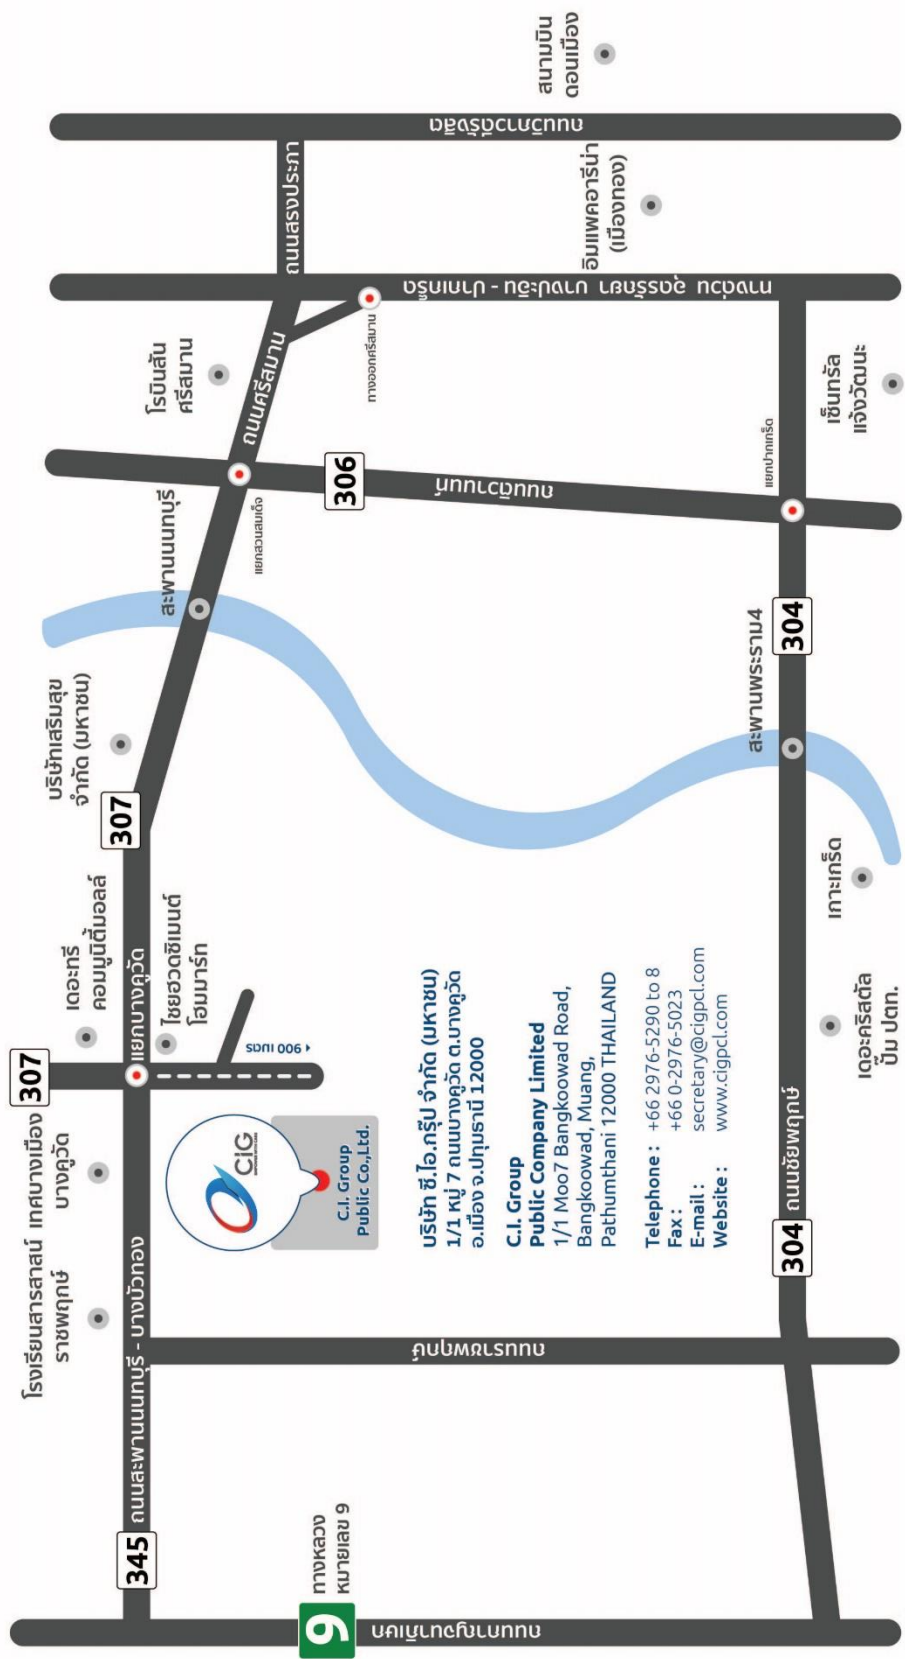 9
ทางหลวง
หมายเลข 9
ถนนกาญจนาภิเษก
345
ถนนสะพานนนทบุรี - บางบัวทอง
โรงเรียนสารสาสน์
ราชพฤกษ์
เทศบาลเมือง
บางคูวัด
307
เดอะทรี
คอมมูนิตี้มอลล์
แยกบางคูวัด
ไชยฮวดซิเมนต์
โฮมมาร์ท
900 เมตร
307
บริษัทเสริมสุข
จำกัด (มหาชน)
สะพานนนทบุรี
แยกสวนสมเด็จ
โรบินสัน
ศรีสมาน
ถนนศรีสมาน
ถนนสรงประภา
ทางออกศรีสมาน
306
ถนนติวานนท์
ทางด่วน อุดรรัถยา บางปะอิน - ปากเกร็ด
ถนนวิภาวดีรังสิต
สนามบิน
ดอนเมือง
อิมแพคอารีน่า
(เมืองทอง)
CIG
C.I. Group
Public Co.,Ltd.
บริษัท ซี.ไอ.กรุ๊ป จำกัด (มหาชน)
1/1 หมู่ 7 ถนนบางคูวัด ต.บางคูวัด
อ.เมือง จ.ปทุมธานี 12000
C.I. Group
Public Company Limited
1/1 Moo7 Bangkoowad Road,
Bangkoowad, Muang,
Pathumthani 12000 THAILAND
Telephone : +66 2976-5290 to 8
Fax : +66 0-2976-5023
E-mail : secretary@cigpcl.com
Website : www.cigpcl.com
ถนนราชพฤกษ์
304
ถนนชัยพฤกษ์
เดอะคริสตัล
ปั๊ม ปตท.
เกาะเกร็ด
สะพานพระราม4
304
แยกปากเกร็ด
เซ็นทรัล
แจ้งวัฒนะ